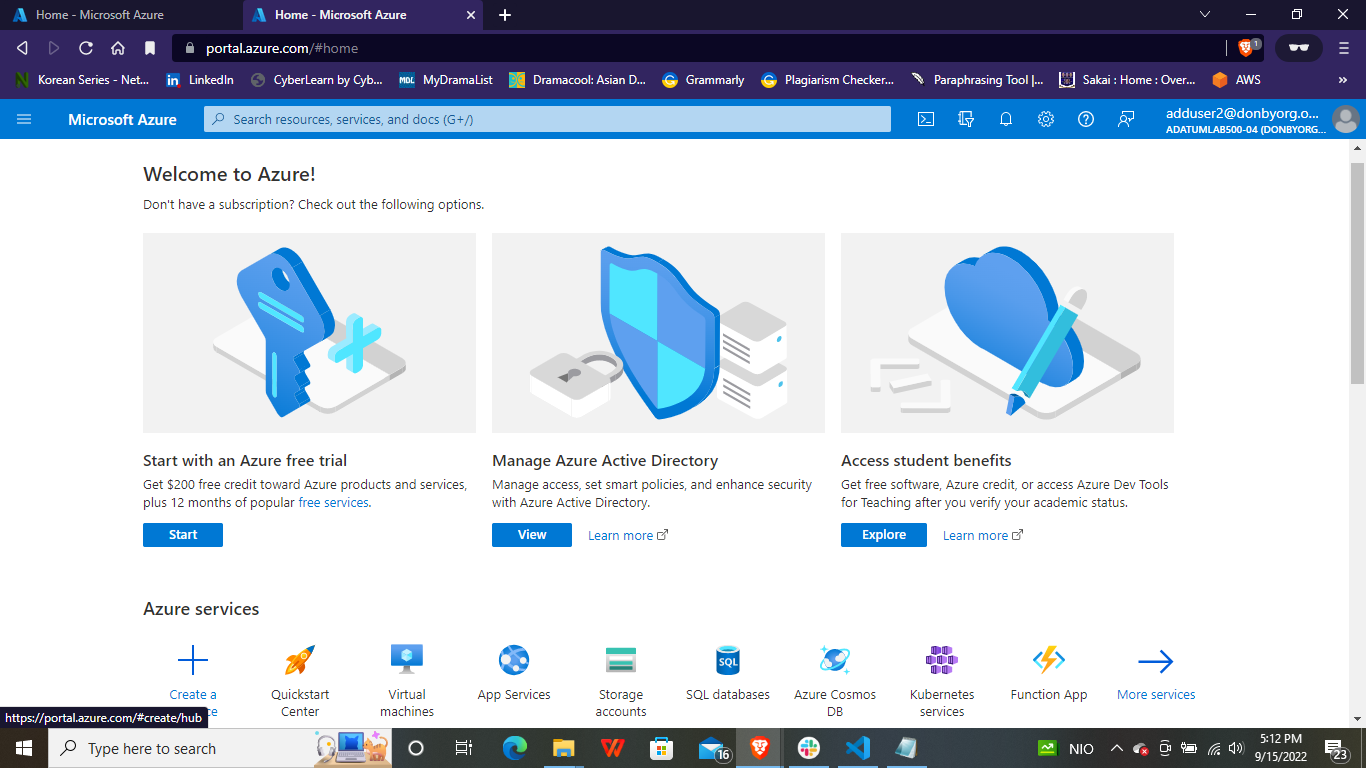 Home - Microsoft Azure
Home - Microsoft Azure
portal.azure.com/#home
1
Korean Series - Net...
LinkedIn
CyberLearn by Cyb...
MDL
MyDramaList
Dramacool: Asian D...
Grammarly
Plagiarism Checker...
Paraphrasing Tool |...
Sakai : Home : Over...
AWS
»
Microsoft Azure
Search resources, services, and docs (G+/)
adduser2@donbyorg.o...
ADATUMLAB500-04 (DONBYORG....
Welcome to Azure!
Don't have a subscription? Check out the following options.
Start with an Azure free trial
Get $200 free credit toward Azure products and services,
plus 12 months of popular free services.
Start
Manage Azure Active Directory
Manage access, set smart policies, and enhance security
with Azure Active Directory.
View
Learn more
Access student benefits
Get free software, Azure credit, or access Azure Dev Tools
for Teaching after you verify your academic status.
Explore
Learn more
Azure services
Create a
Quickstart
Center
Virtual
machines
App Services
Storage
accounts
SQL
SQL databases
Azure Cosmos
DB
Kubernetes
services
Function App
More services
https://portal.azure.com/#create/hub
Type here to search
16
NIO
5:12 PM
9/15/2022
23